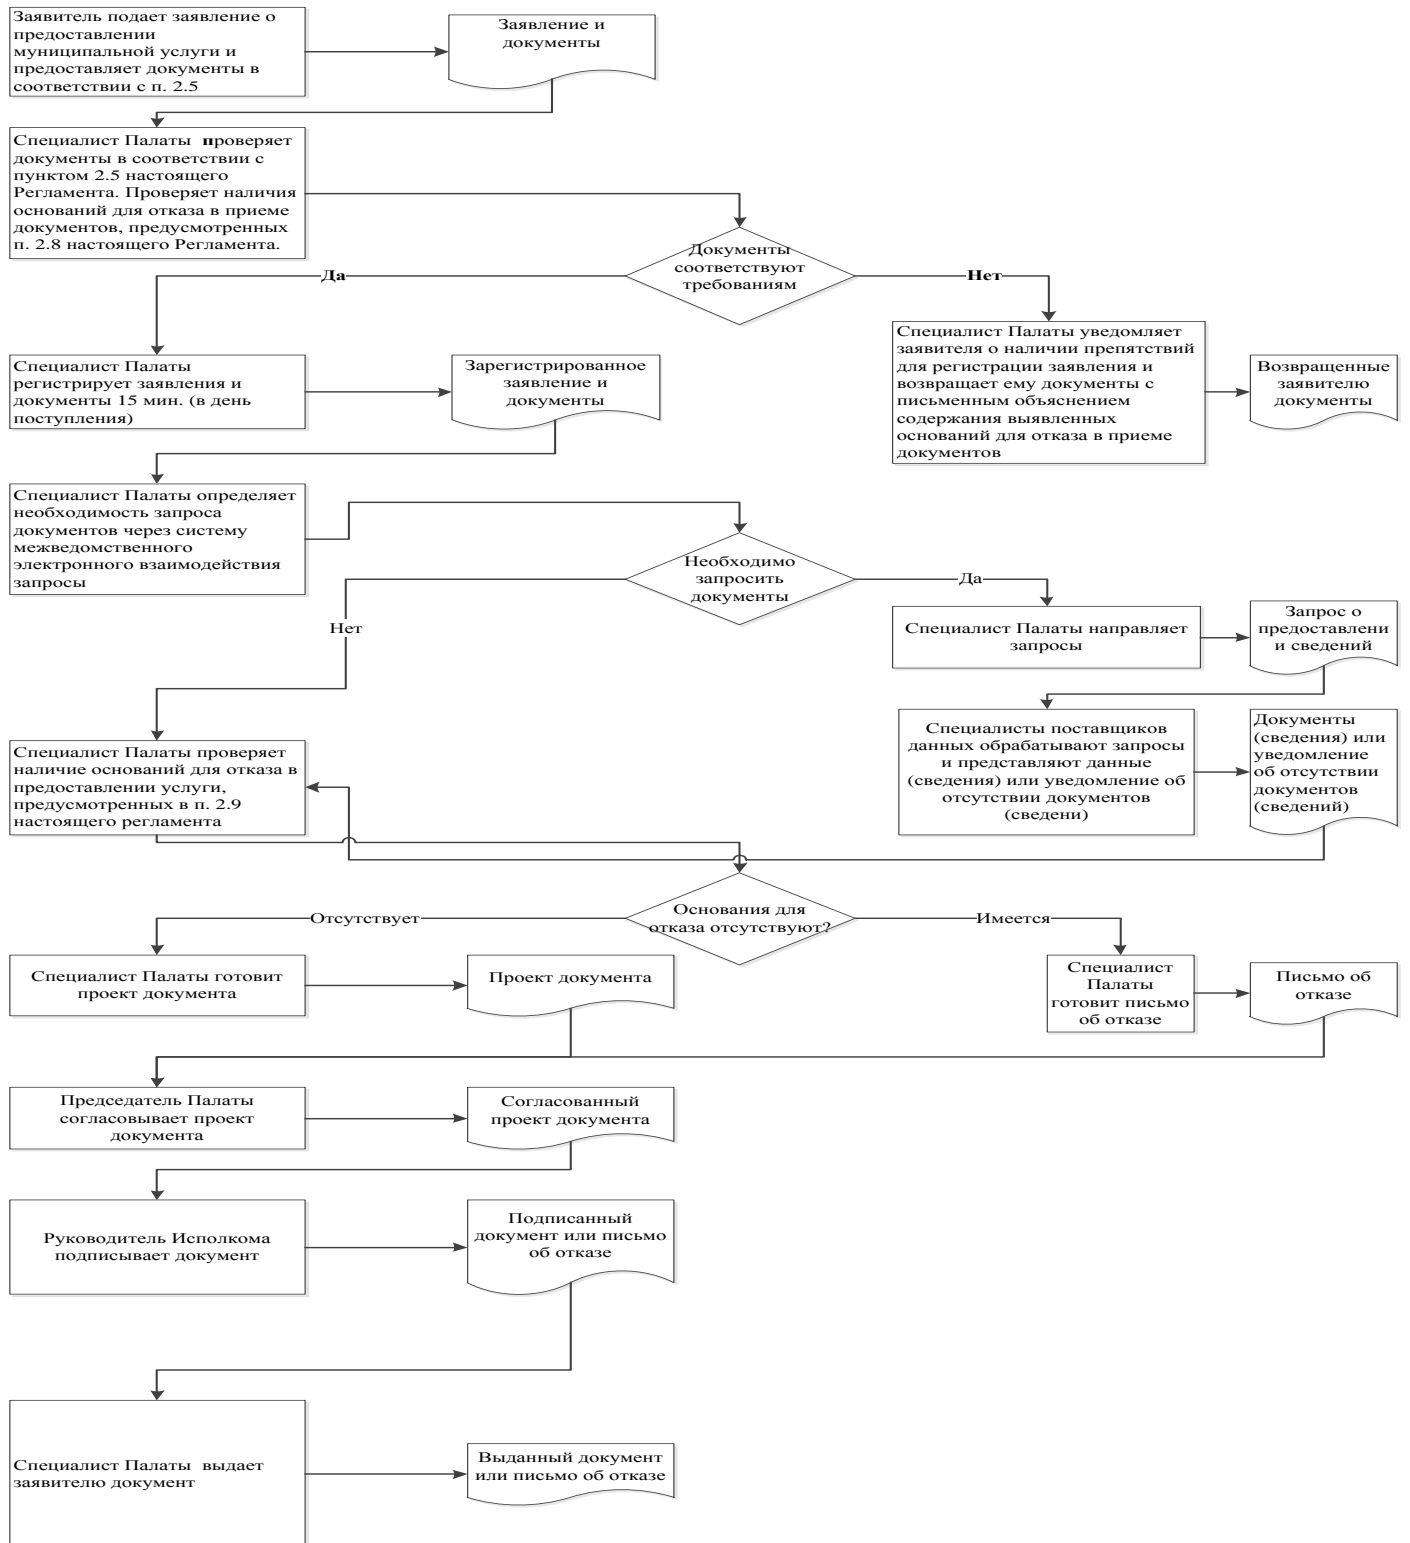 Заявитель подает заявление о
предоставлении
муниципальной услуги и
предоставляет документы в
соответствии с п. 2.5
Заявление и
документы
Специалист Палаты проверяет
документы в соответствии с
пунктом 2.5 настоящего
Регламента. Проверяет наличия
оснований для отказа в приеме
документов, предусмотренных
п. 2.8 настоящего Регламента.
Документы
соответствуют
требованиям
Да
Нет
Специалист Палаты
регистрирует заявления и
документы 15 мин. (в день
поступления)
Зарегистрированное
заявление и
документы
Специалист Палаты уведомляет
заявителя о наличии препятствий
для регистрации заявления и
возвращает ему документы с
письменным объяснением
содержания выявленных
оснований для отказа в приеме
документов
Возвращенные
заявителю
документы
Специалист Палаты определяет
необходимость запроса
документов через систему
межведомственного
электронного взаимодействия
запросы
Необходимо
запросить
документы
Да
Нет
Специалист Палаты направляет
запросы
Запрос о
предоставлени
и сведений
Специалист Палаты проверяет
наличие оснований для отказа в
предоставлении услуги,
предусмотренных в п. 2.9
настоящего регламента
Специалисты поставщиков
данных обрабатывают запросы
и представляют данные
(сведения) или уведомление об
отсутствии документов
(сведени)
Документы
(сведения) или
уведомление
об отсутствии
документов
(сведений)
Основания для
отказа отсутствуют?
Отсутствует
Имеется
Специалист Палаты готовит
проект документа
Проект документа
Специалист
Палаты
готовит письмо
об отказе
Письмо об
отказе
Председатель Палаты
согласовывает проект
документа
Согласованный
проект документа
Руководитель Исполкома
подписывает документ
Подписанный
документ или письмо
об отказе
Специалист Палаты выдает
заявителю документ
Выданный документ
или письмо об отказе